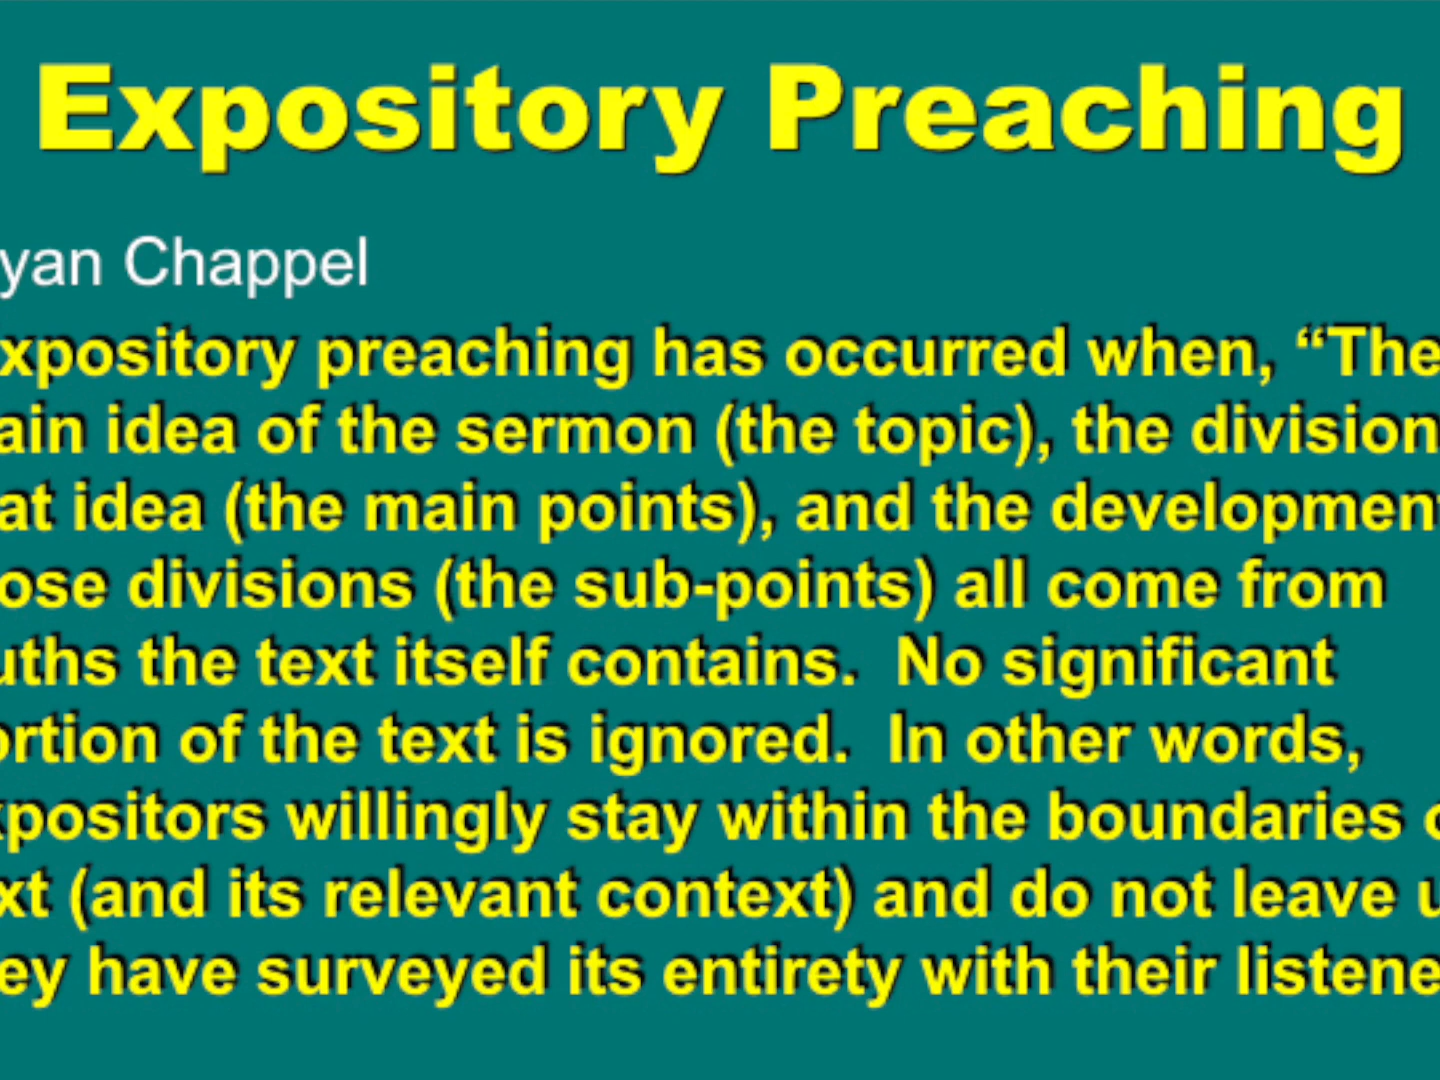 Expository Preaching
yan Chappel
xpository preaching has occurred when, “The
ain idea of the sermon (the topic), the division
at idea (the main points), and the development
ose divisions (the sub-points) all come from
uths the text itself contains.  No significant
ortion of the text is ignored.  In other words,
xpositors willingly stay within the boundaries o
xt (and its relevant context) and do not leave u
ey have surveyed its entirety with their listene